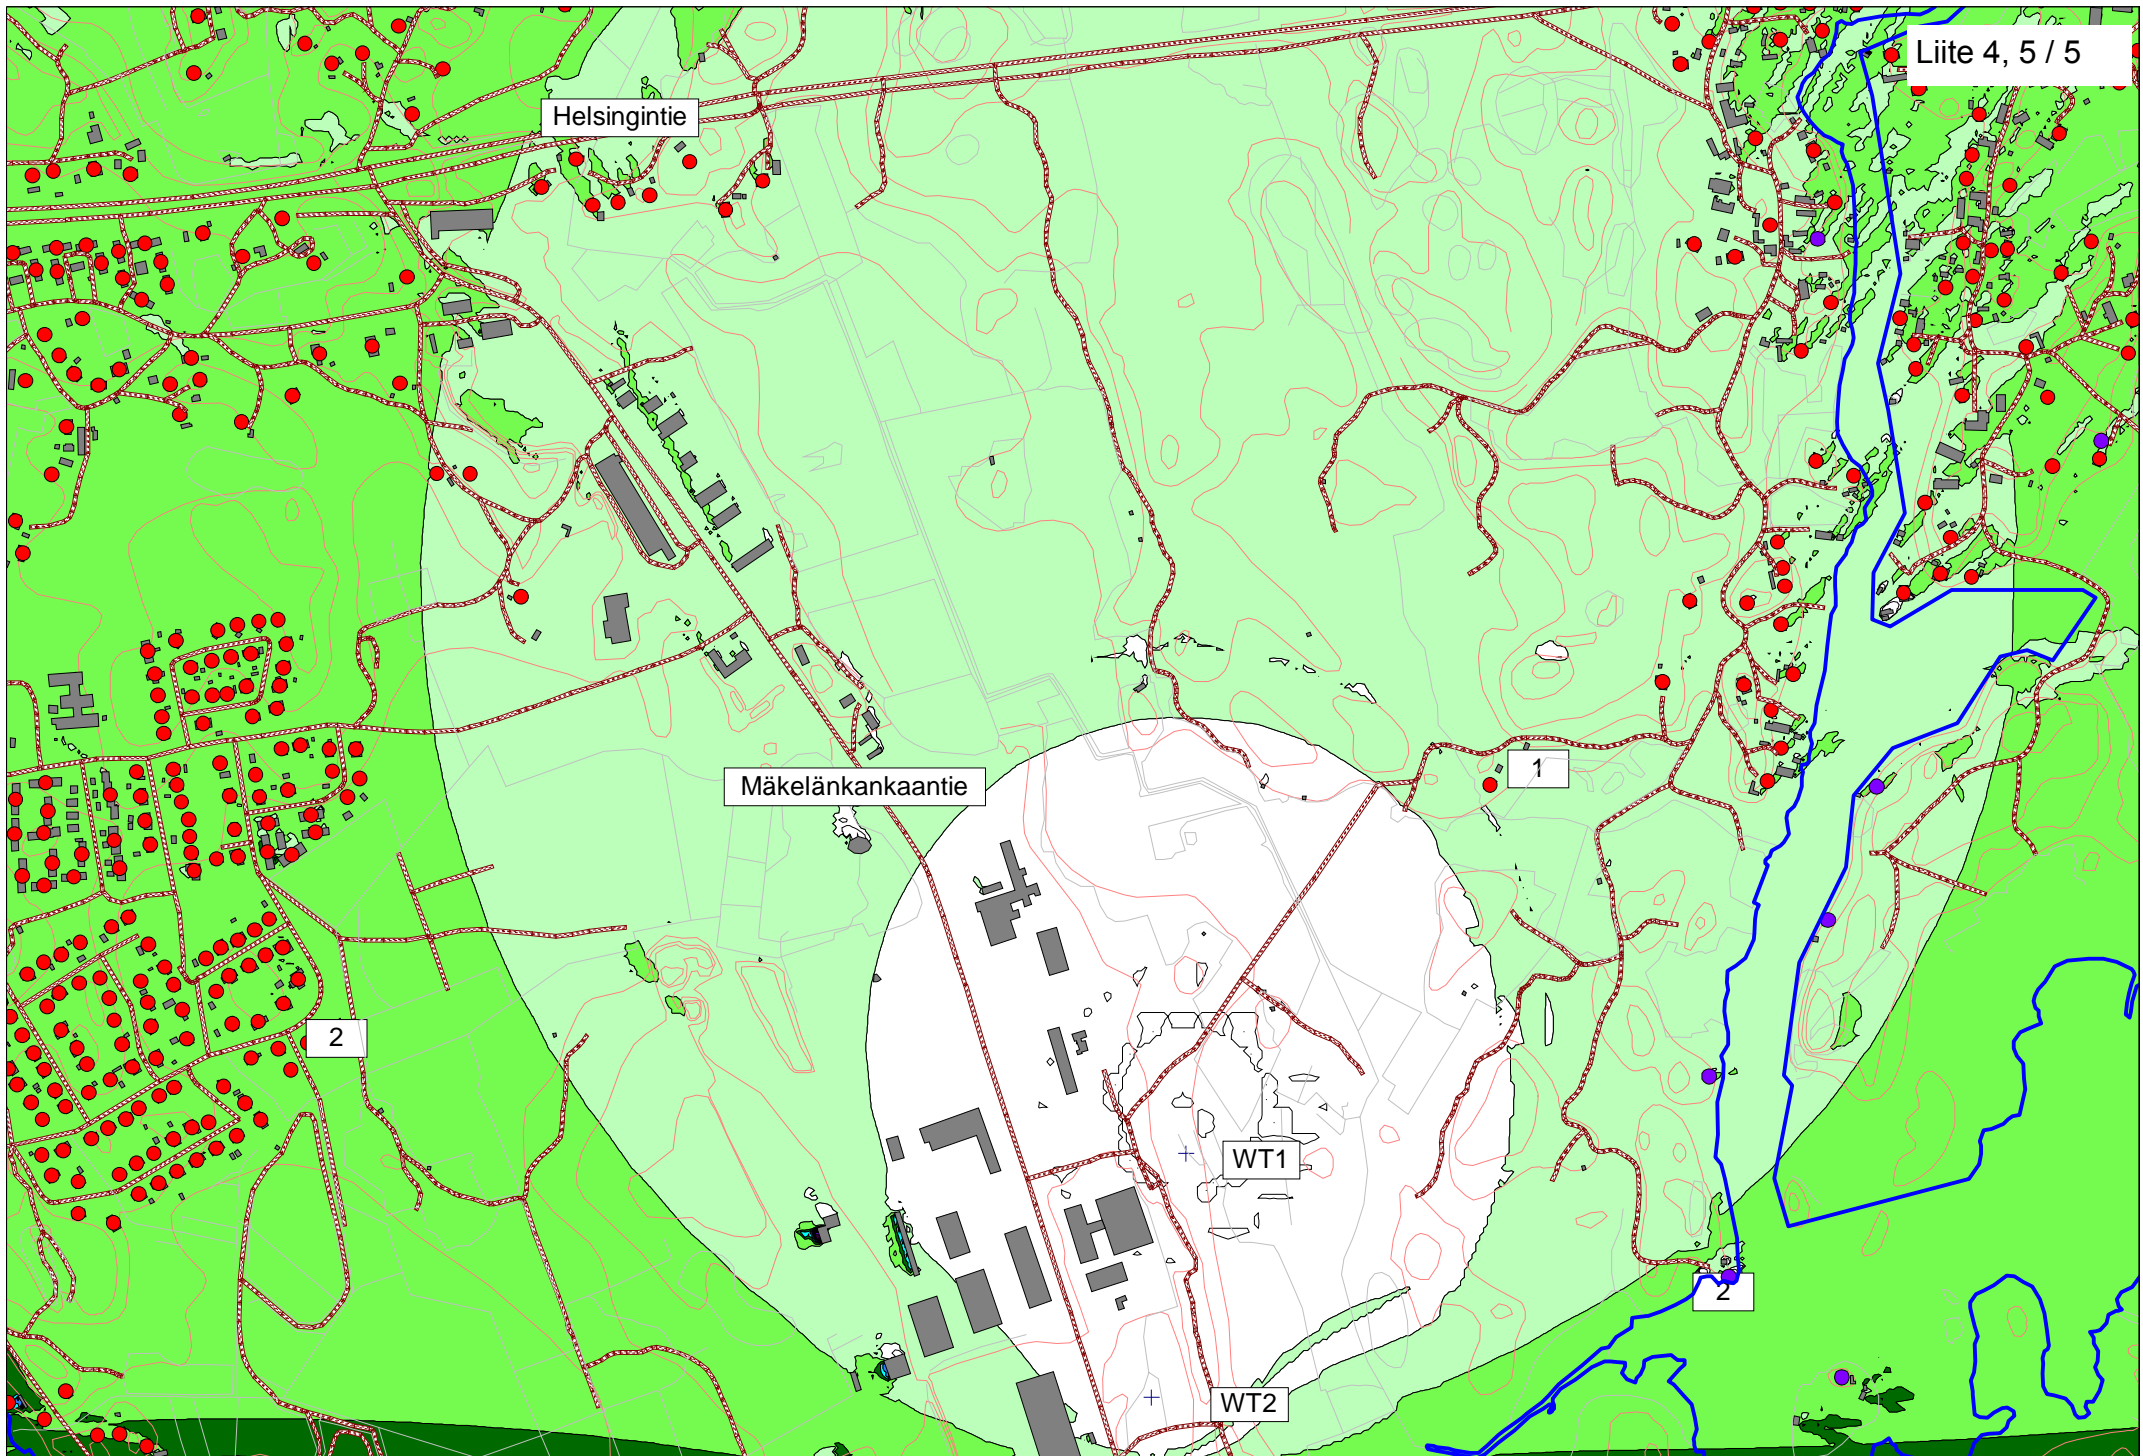 Liite 4, 5 / 5
Helsingintie
1
Mäkelänkankaantie
2
WT1
2
WT2